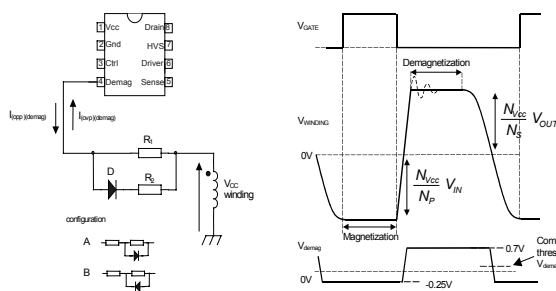 1 Vcc
2 Gnd
3 Ctrl
4 Demag
Drain 8
HVS 7
Driver 6
Sense 5
I(opp)(demag)
I(ovp)(demag)
R1
D
R2
VCC
winding
configuration
A
B
VGATE
Demagnetization
VWINDING
0V
NVcc
NS
VOUT
NVcc
NP
VIN
Magnetization
Vdemag
0V
0.7V
-0.25V
Com
thres
Vdema